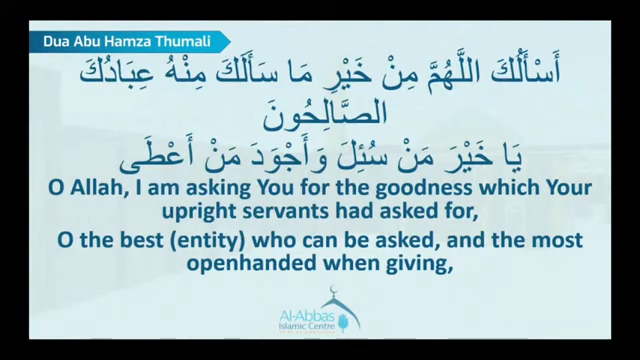 Dua Abu Hamza Thumali
أَسْأَلُكَ اللَّهُمَّ مِنْ خَيْرِ مَا سَأَلَكَ مِنْهُ عِبَادُكَ
الصَّالِحُونَ
يَا خَيْرَ مَنْ سُئِلَ وَأَجْوَدَ مَنْ أَعْطَى
O Allah, I am asking You for the goodness which Your
upright servants had asked for,
O the best (entity) who can be asked, and the most
openhanded when giving,
Al-Abbas
Islamic Centre